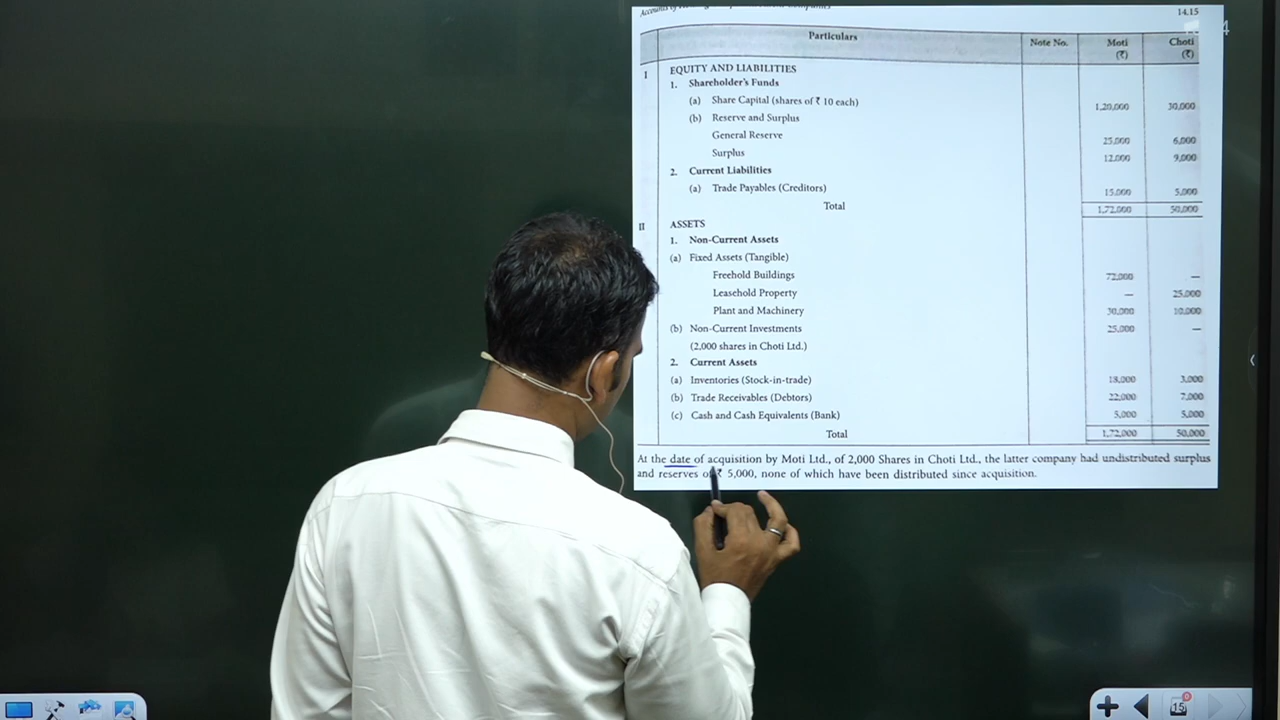 14.15
Particulars Note No. Moti Choti
(₹) (₹)
I EQUITY AND LIABILITIES
1. Shareholder's Funds
(a) Share Capital (shares of ₹ 10 each) 1,20,000 30,000
(b) Reserve and Surplus
General Reserve 25,000 6,000
Surplus 12,000 9,000
2. Current Liabilities
(a) Trade Payables (Creditors) 15,000 5,000
Total 1,72,000 50,000
II ASSETS
1. Non-Current Assets
(a) Fixed Assets (Tangible)
Freehold Buildings 72,000 —
Leasehold Property — 25,000
Plant and Machinery 30,000 10,000
(b) Non-Current Investments 25,000 —
(2,000 shares in Choti Ltd.)
2. Current Assets
(a) Inventories (Stock-in-trade) 18,000 3,000
(b) Trade Receivables (Debtors) 22,000 7,000
(c) Cash and Cash Equivalents (Bank) 5,000 5,000
Total 1,72,000 50,000
At the date of acquisition by Moti Ltd., of 2,000 Shares in Choti Ltd., the latter company had undistributed surplus
and reserves of ₹ 5,000, none of which have been distributed since acquisition.
15